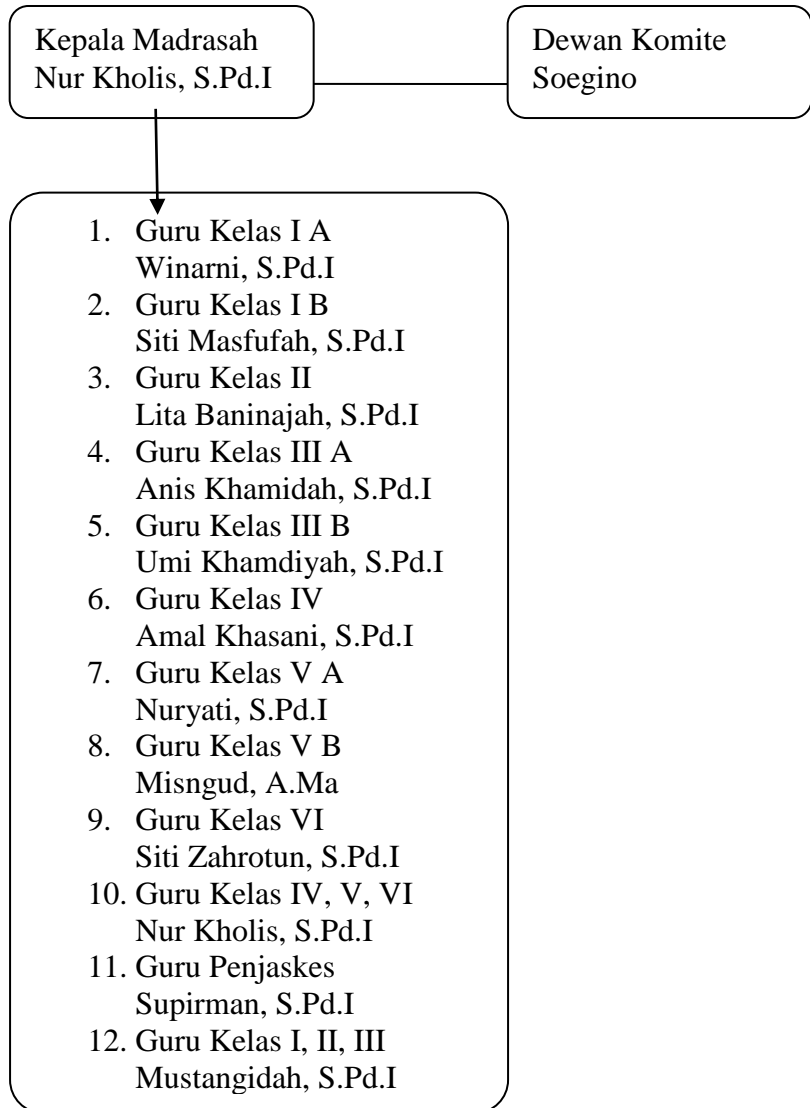 Kepala Madrasah
Nur Kholis, S.Pd.I
Dewan Komite
Soegino
1. Guru Kelas I A
Winarni, S.Pd.I
2. Guru Kelas I B
Siti Masfufah, S.Pd.I
3. Guru Kelas II
Lita Baninajah, S.Pd.I
4. Guru Kelas III A
Anis Khamidah, S.Pd.I
5. Guru Kelas III B
Umi Khamdiyah, S.Pd.I
6. Guru Kelas IV
Amal Khasani, S.Pd.I
7. Guru Kelas V A
Nuryati, S.Pd.I
8. Guru Kelas V B
Misngud, A.Ma
9. Guru Kelas VI
Siti Zahrotun, S.Pd.I
10. Guru Kelas IV, V, VI
Nur Kholis, S.Pd.I
11. Guru Penjaskes
Supirman, S.Pd.I
12. Guru Kelas I, II, III
Mustangidah, S.Pd.I